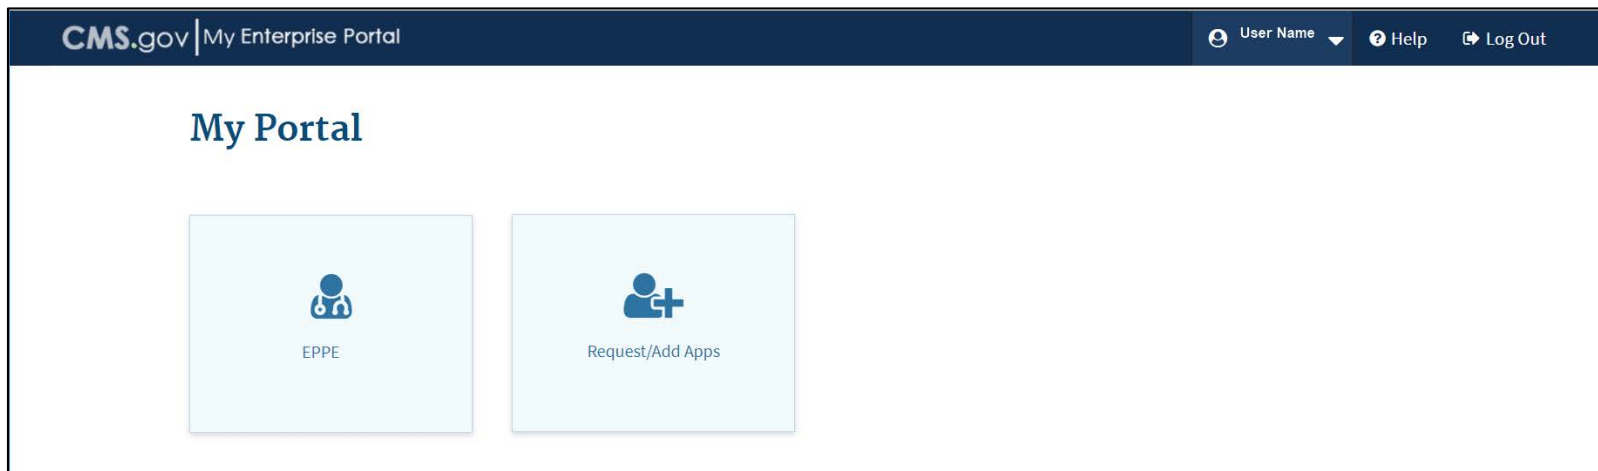 CMS.gov My Enterprise Portal User Name Help Log Out
My Portal
EPPE Request/Add Apps